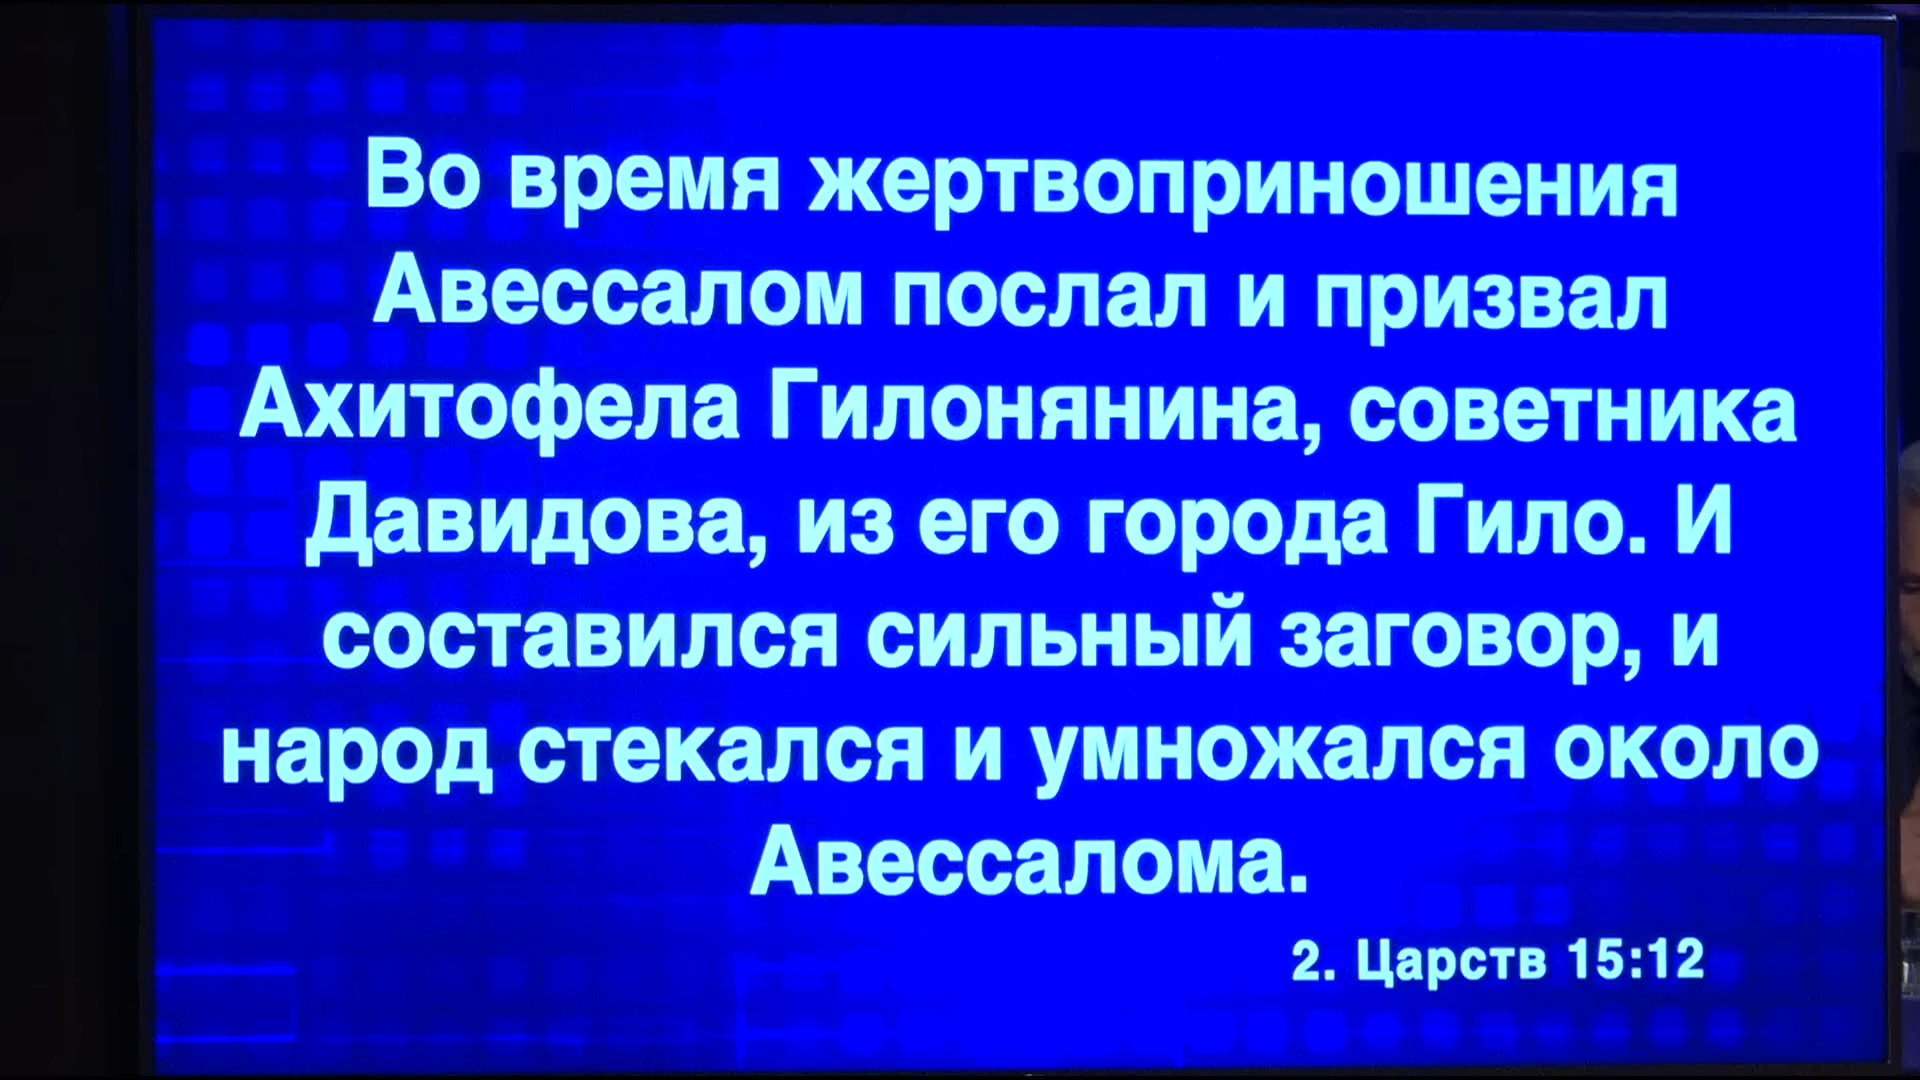 Во время жертвоприношения
Авессалом послал и призвал
Ахитофела Гилонянина, советника
Давидова, из его города Гило. И
составился сильный заговор, и
народ стекался и умножался около
Авессалома.
2. Царств 15:12